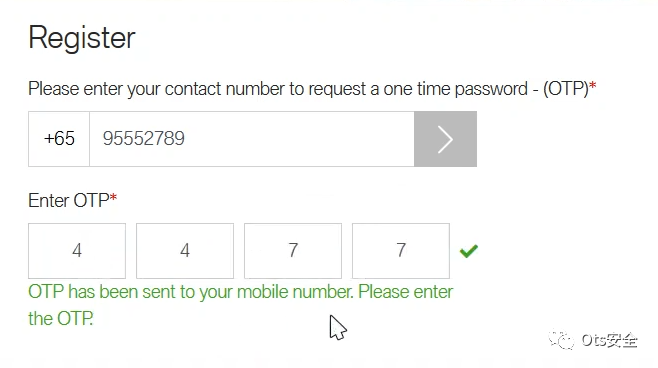 Register
Please enter your contact number to request a one time password - (OTP)*
+65 95552789
Enter OTP*
4 4 7 7
OTP has been sent to your mobile number. Please enter
the OTP.
Ots安全